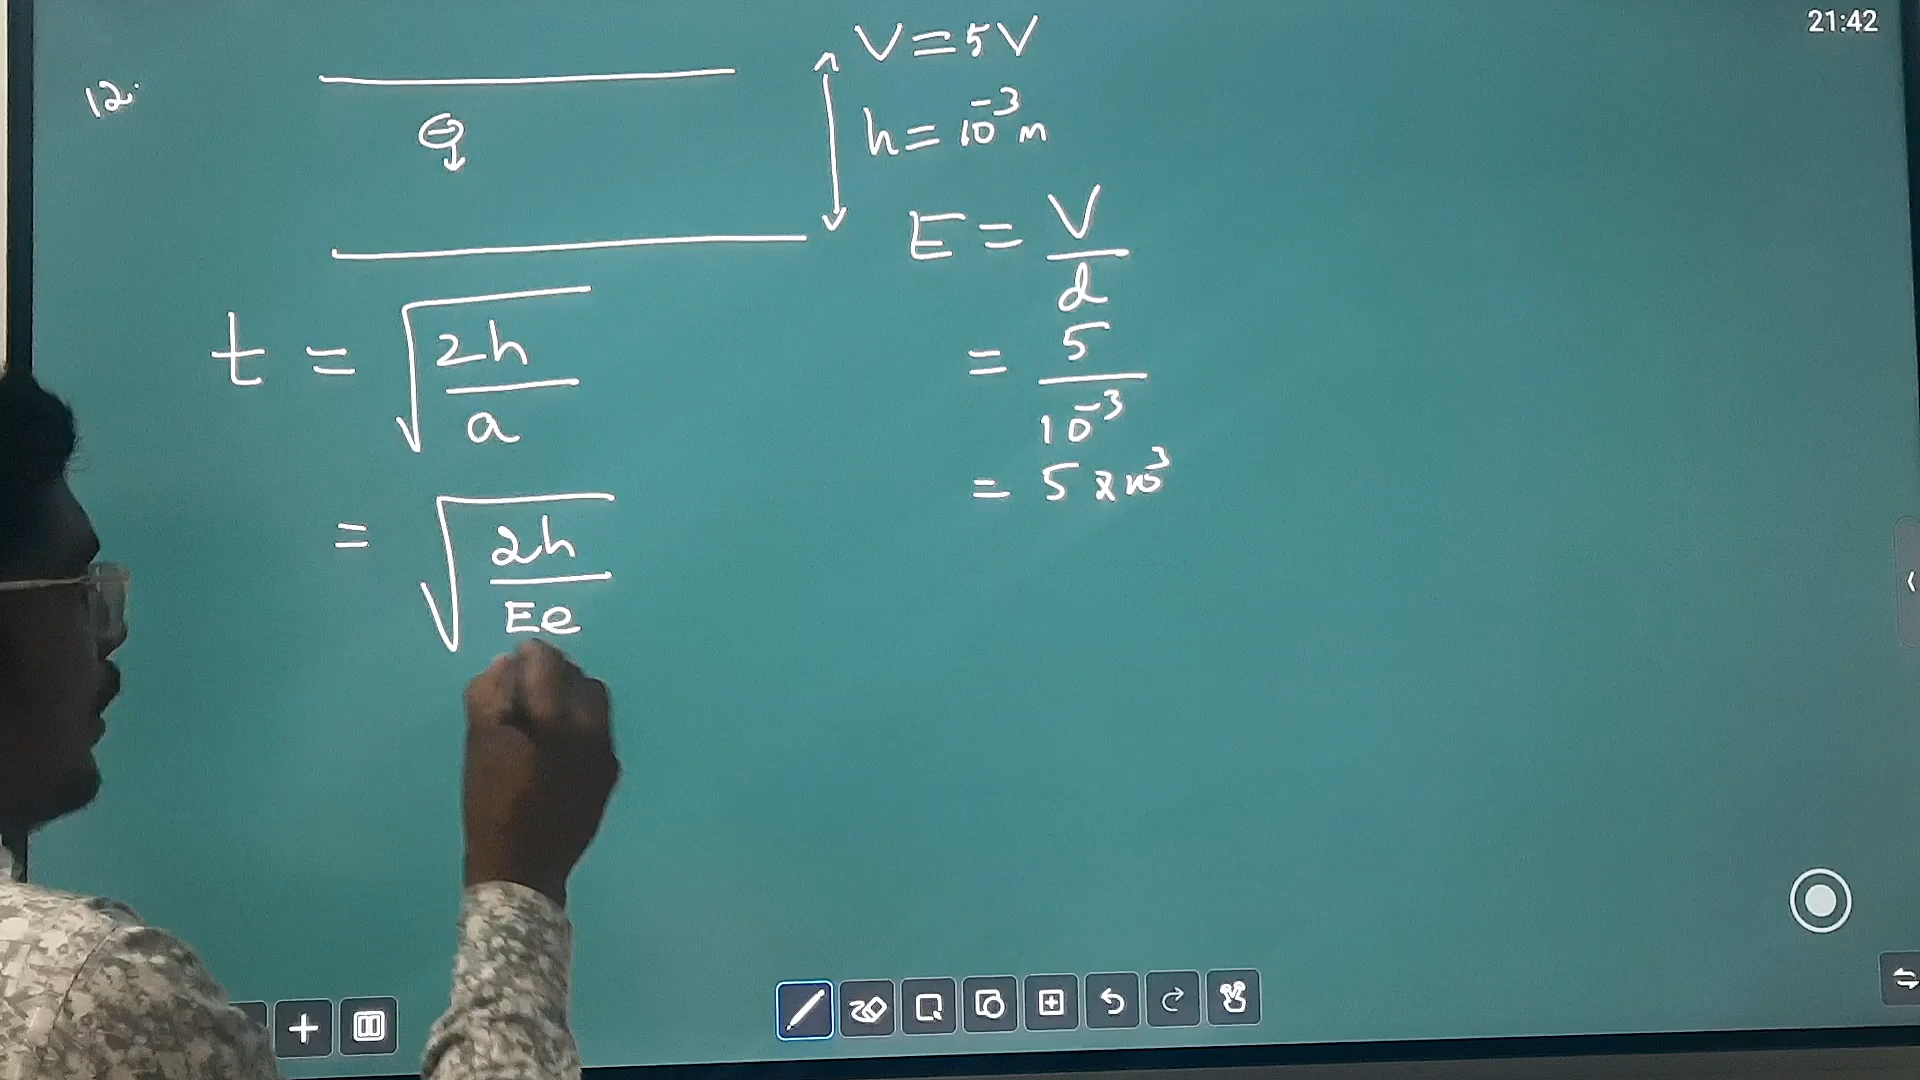 21:42
12.
V=5V
h=10⁻³m
E = V/d
= 5/10⁻³
= 5 x 10³
t = √(2h/a)
= √(2h/Ee)